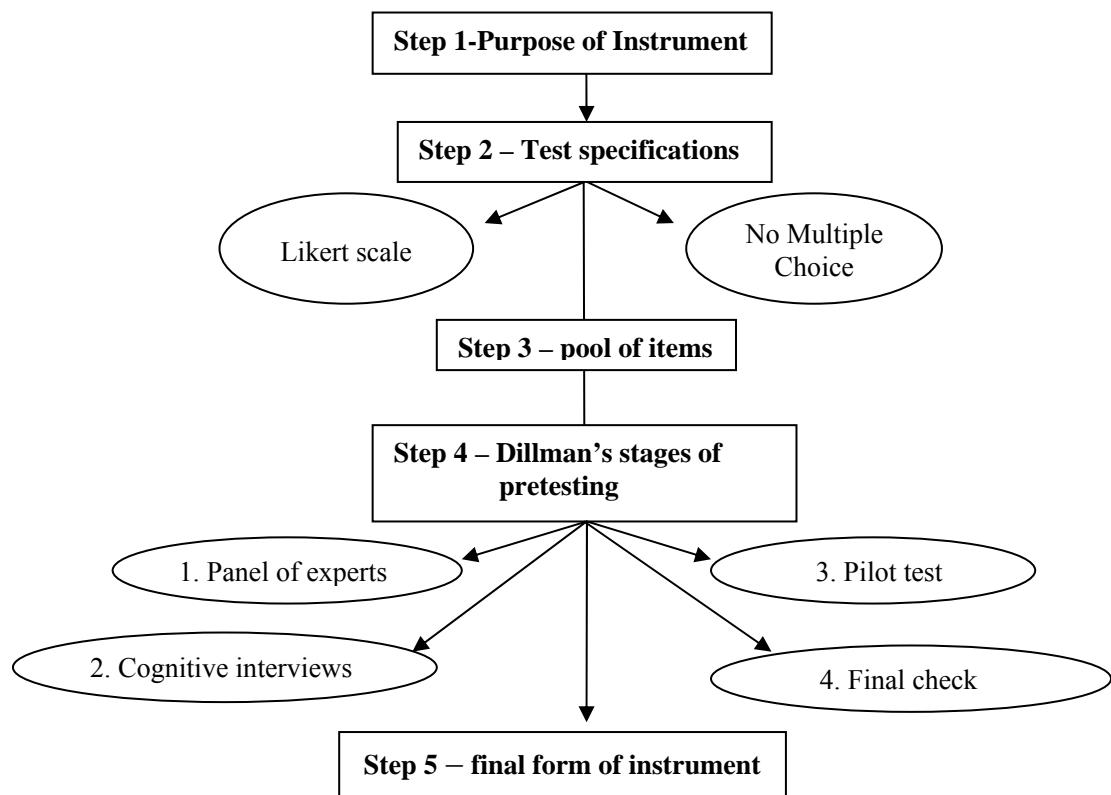 Step 1-Purpose of Instrument
Step 2 – Test specifications
Likert scale
No Multiple
Choice
Step 3 – pool of items
Step 4 – Dillman’s stages of
pretesting
1. Panel of experts
3. Pilot test
2. Cognitive interviews
4. Final check
Step 5 – final form of instrument